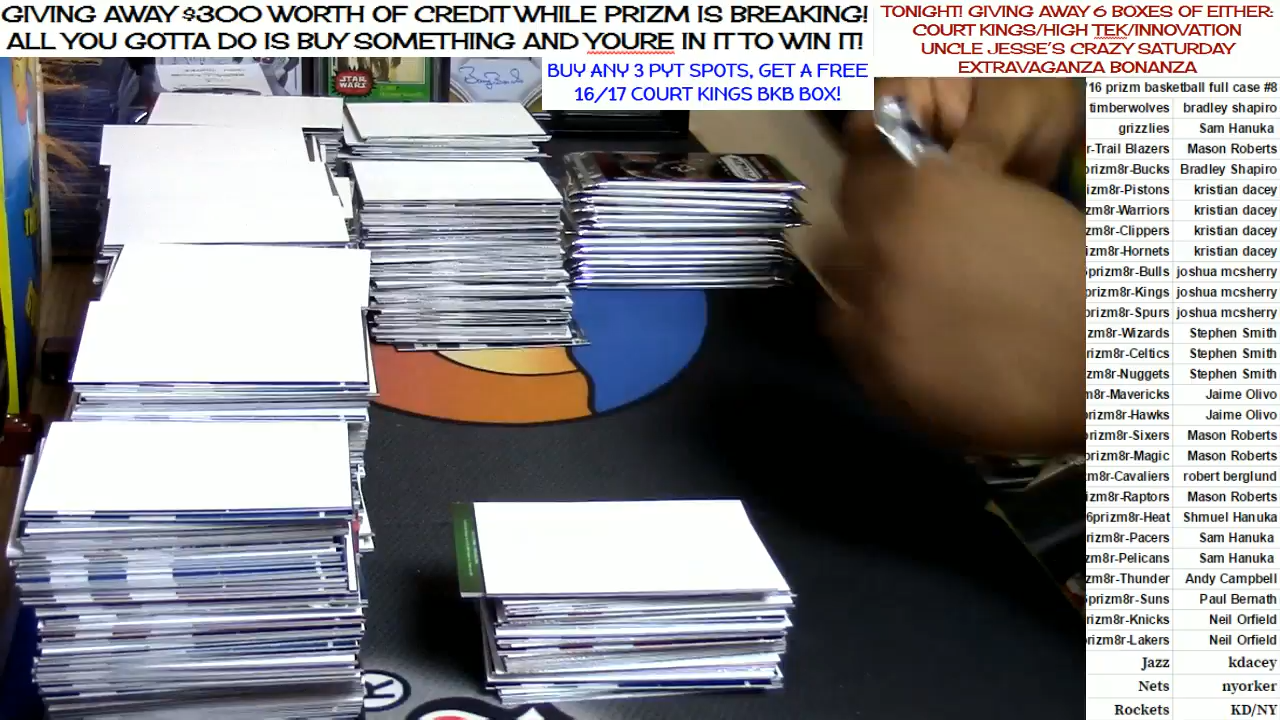 GIVING AWAY $300 WORTH OF CREDIT WHILE PRIZM IS BREAKING!
ALL YOU GOTTA DO IS BUY SOMETHING AND YOURE IN IT TO WIN IT!
BUY ANY 3 PYT SPOTS, GET A FREE
16/17 COURT KINGS BKB BOX!
TONIGHT! GIVING AWAY 6 BOXES OF EITHER:
COURT KINGS/HIGH TEK/INNOVATION
UNCLE JESSE'S CRAZY SATURDAY
EXTRAVAGANZA BONANZA
STAR
WARS
16 prizm basketball full case #8
timberwolves bradley shapiro
grizzlies Sam Hanuka
r-Trail Blazers Mason Roberts
prizm8r-Bucks Bradley Shapiro
izm8r-Pistons kristian dacey
zm8r-Warriors kristian dacey
zm8r-Clippers kristian dacey
izm8r-Hornets kristian dacey
prizm8r-Bulls joshua mcsherry
prizm8r-Kings joshua mcsherry
prizm8r-Spurs joshua mcsherry
zm8r-Wizards Stephen Smith
izm8r-Celtics Stephen Smith
zm8r-Nuggets Stephen Smith
m8r-Mavericks Jaime Olivo
rizm8r-Hawks Jaime Olivo
rizm8r-Sixers Mason Roberts
rizm8r-Magic Mason Roberts
m8r-Cavaliers robert berglund
izm8r-Raptors Mason Roberts
6prizm8r-Heat Shmuel Hanuka
rizm8r-Pacers Sam Hanuka
izm8r-Pelicans Sam Hanuka
zm8r-Thunder Andy Campbell
prizm8r-Suns Paul Bernath
rizm8r-Knicks Neil Orfield
rizm8r-Lakers Neil Orfield
Jazz kdacey
Nets nyorker
Rockets KD/NY